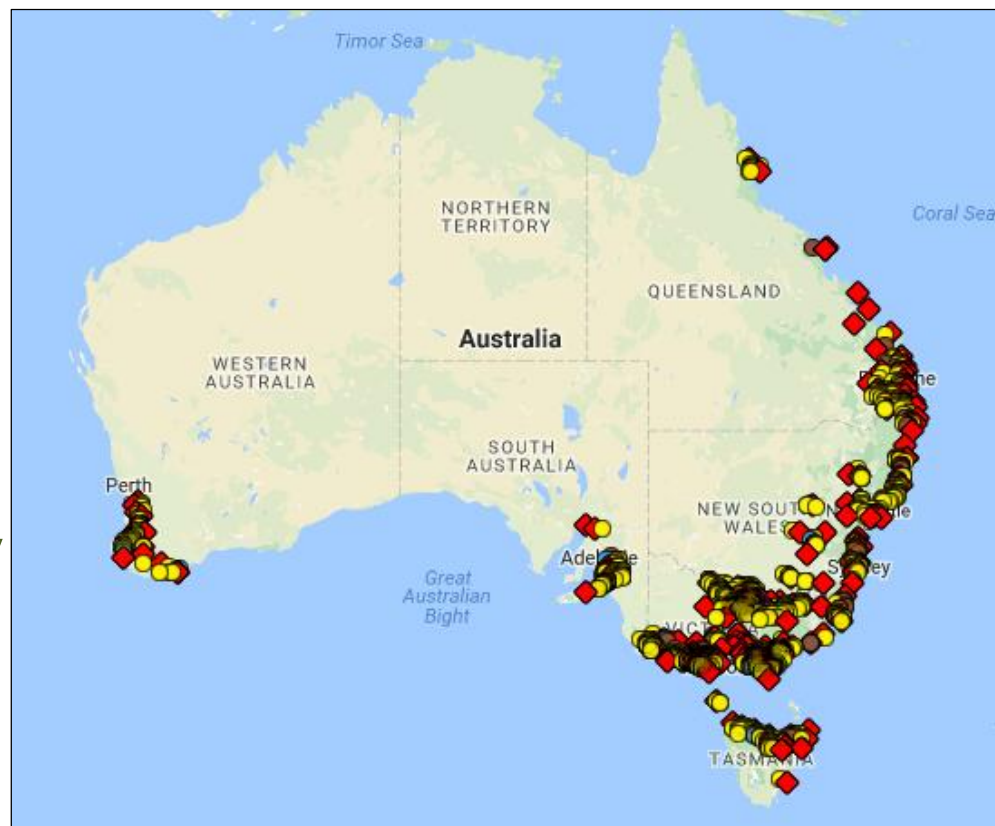 Timor Sea
NORTHERN
TERRITORY
Coral Sea
QUEENSLAND
Australia
WESTERN
AUSTRALIA
SOUTH
AUSTRALIA
Perth
NEW SOUTH
WALES
Great
Australian
Bight
TASMANIA